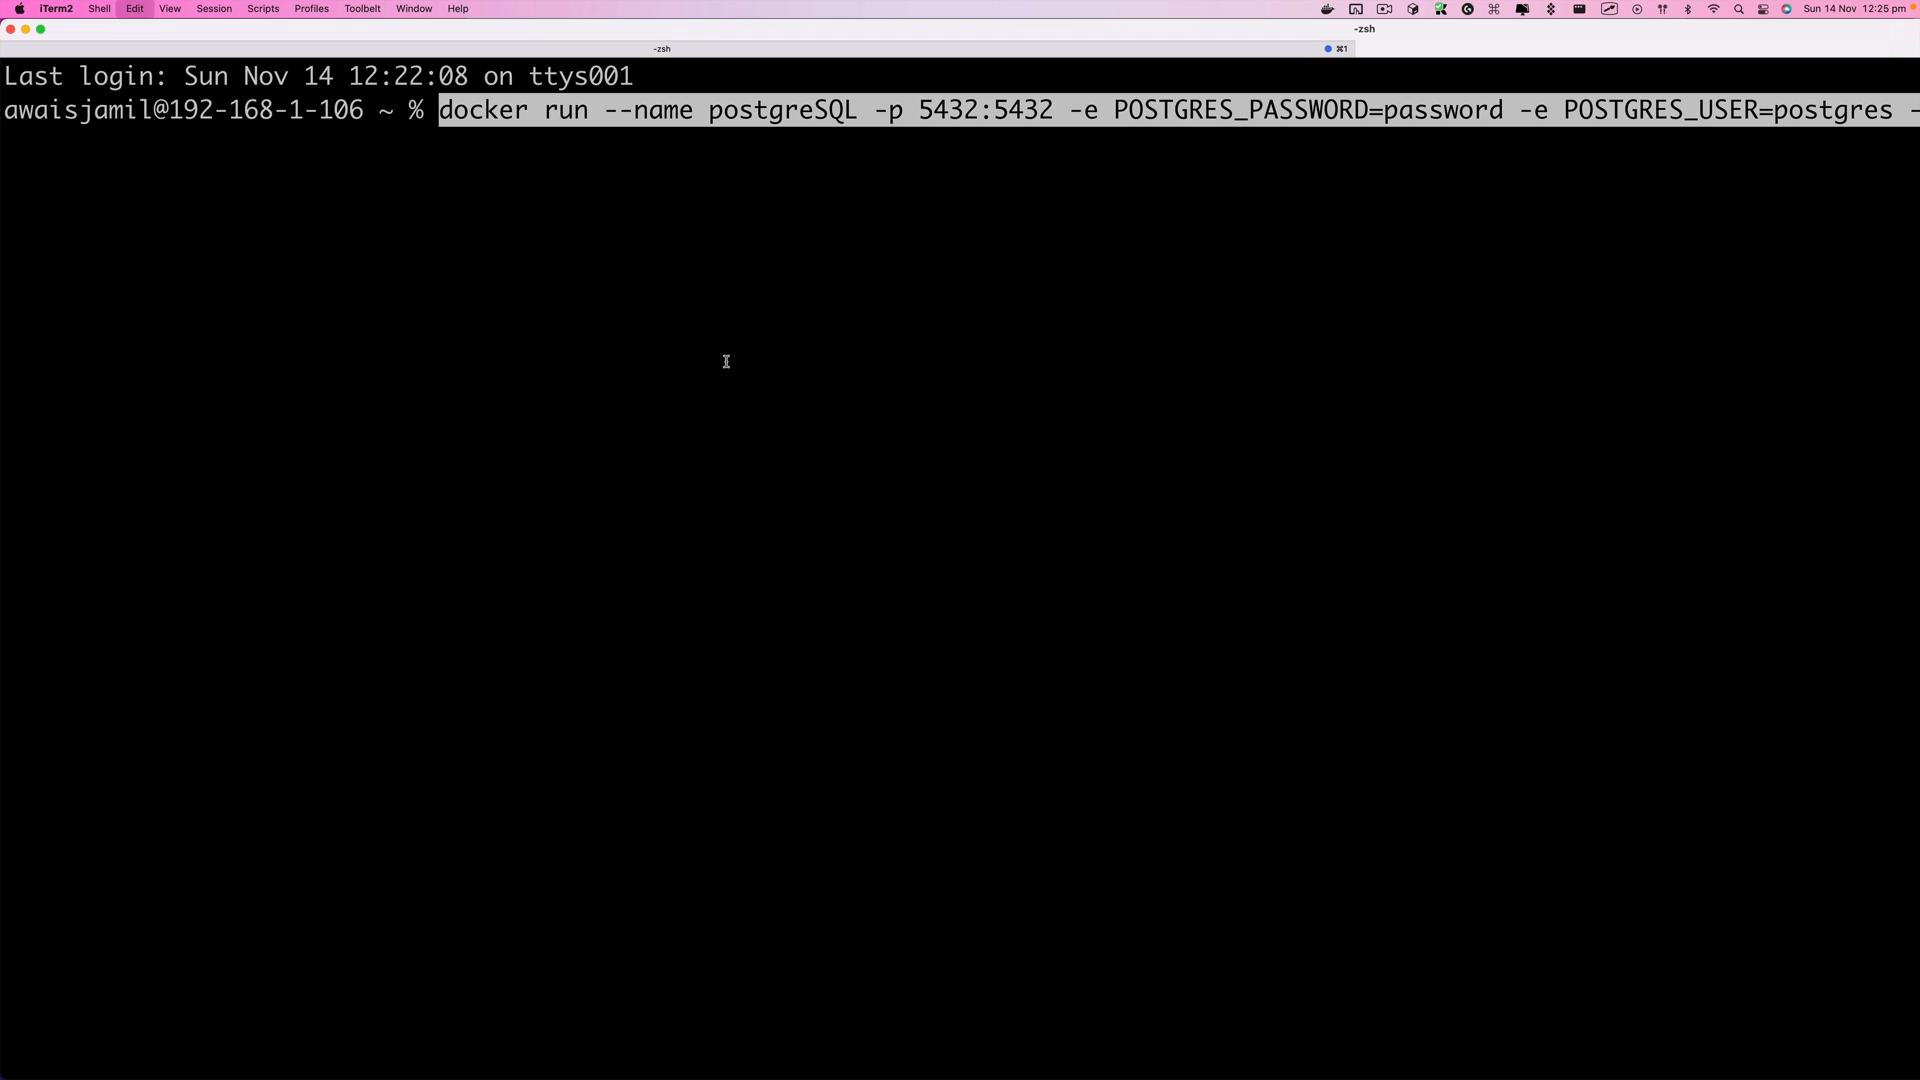 iTerm2 Shell Edit View Session Scripts Profiles Toolbelt Window Help Sun 14 Nov 12:25 pm
-zsh
-zsh ⌘1
Last login: Sun Nov 14 12:22:08 on ttys001
awaisjamil@192-168-1-106 ~ % docker run --name postgreSQL -p 5432:5432 -e POSTGRES_PASSWORD=password -e POSTGRES_USER=postgres -